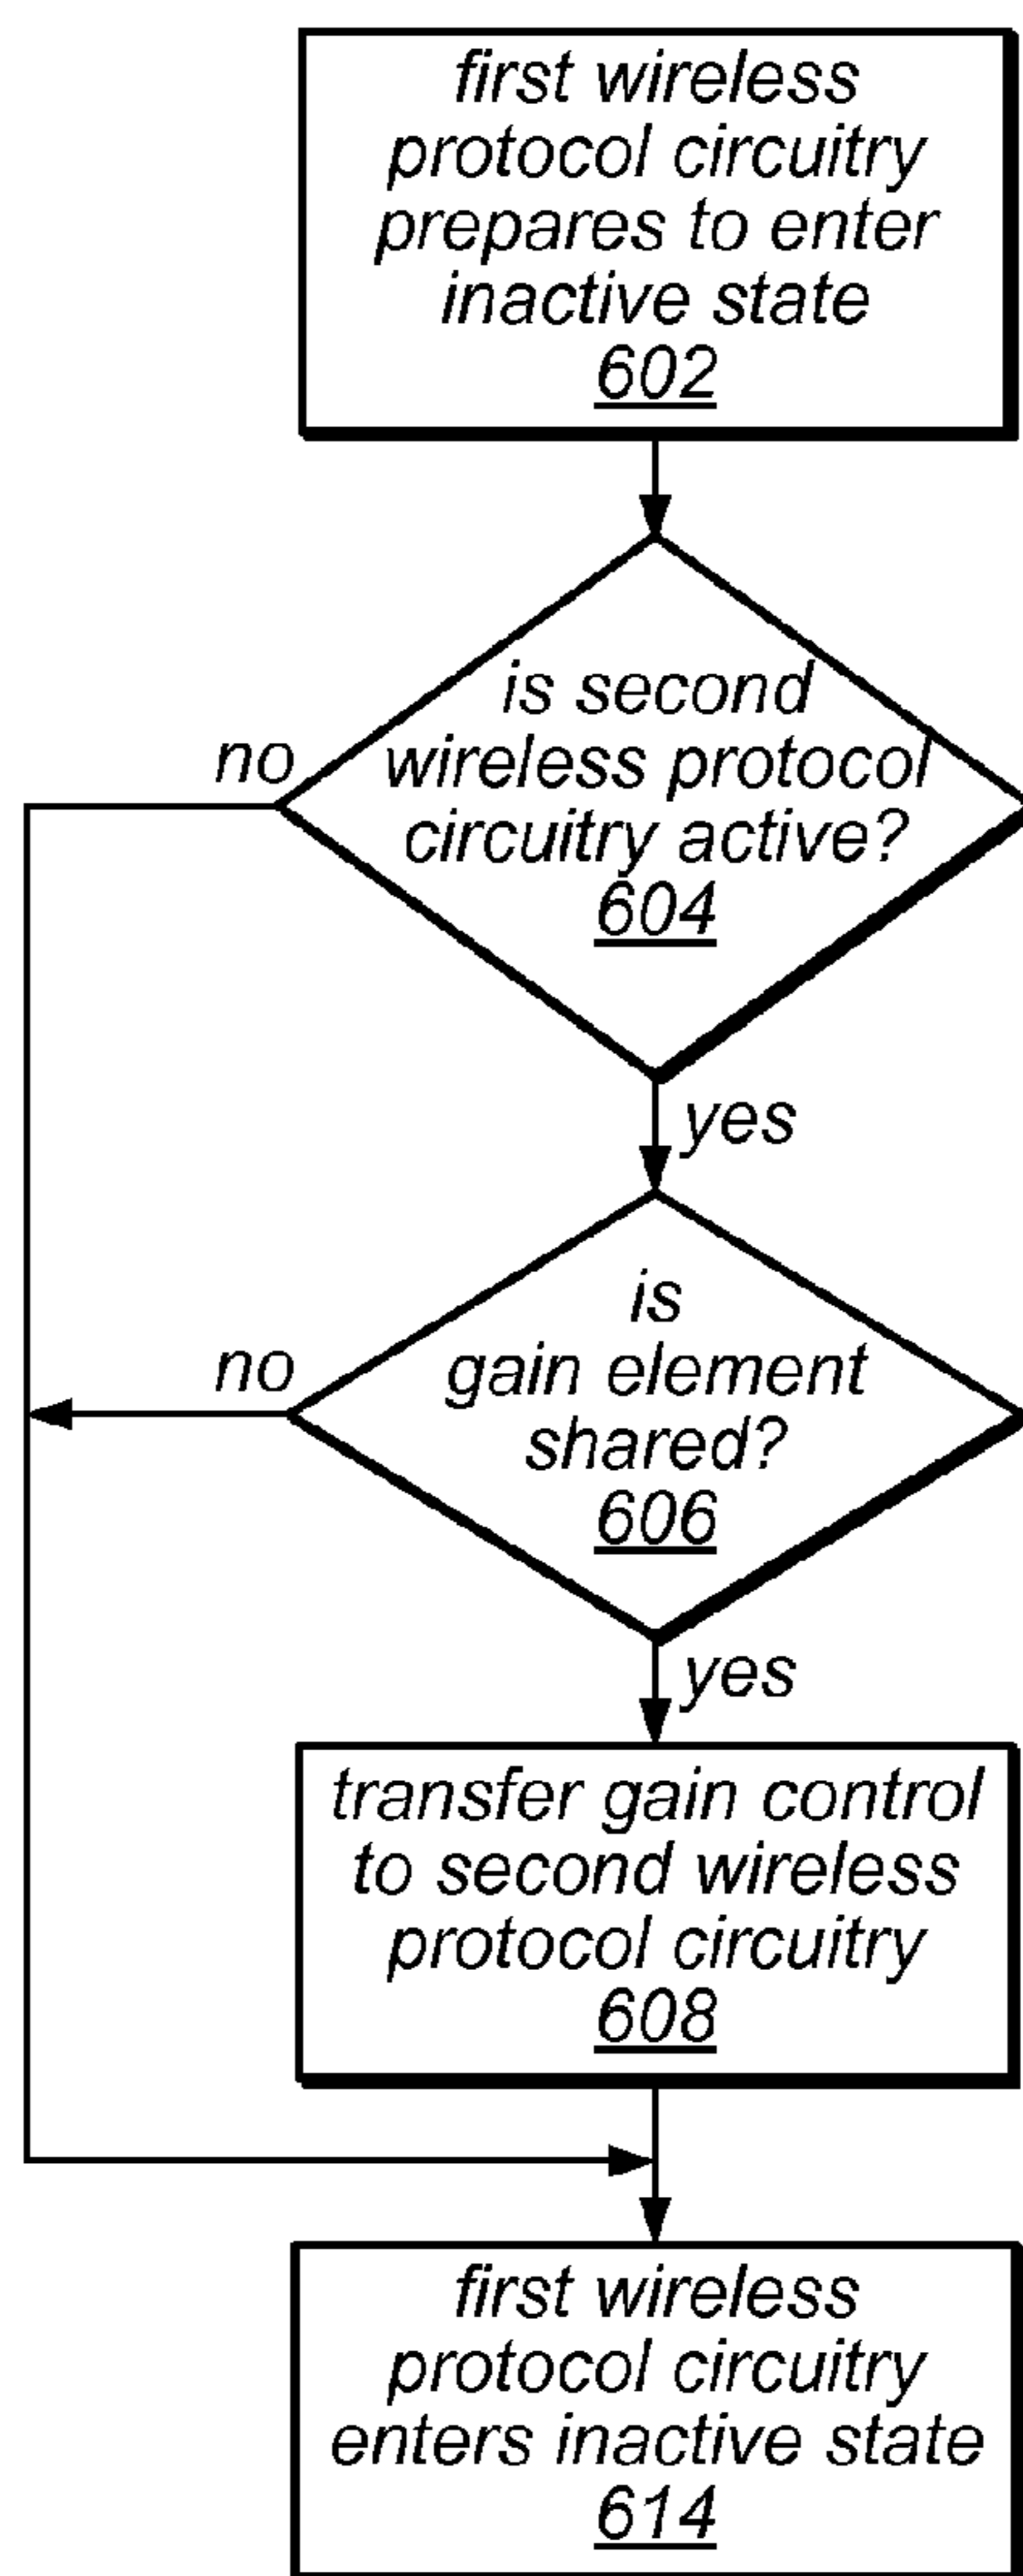 first wireless
protocol circuitry
prepares to enter
inactive state
602
is second
wireless protocol
circuitry active?
604
no
yes
is
gain element
shared?
606
no
yes
transfer gain control
to second wireless
protocol circuitry
608
first wireless
protocol circuitry
enters inactive state
614